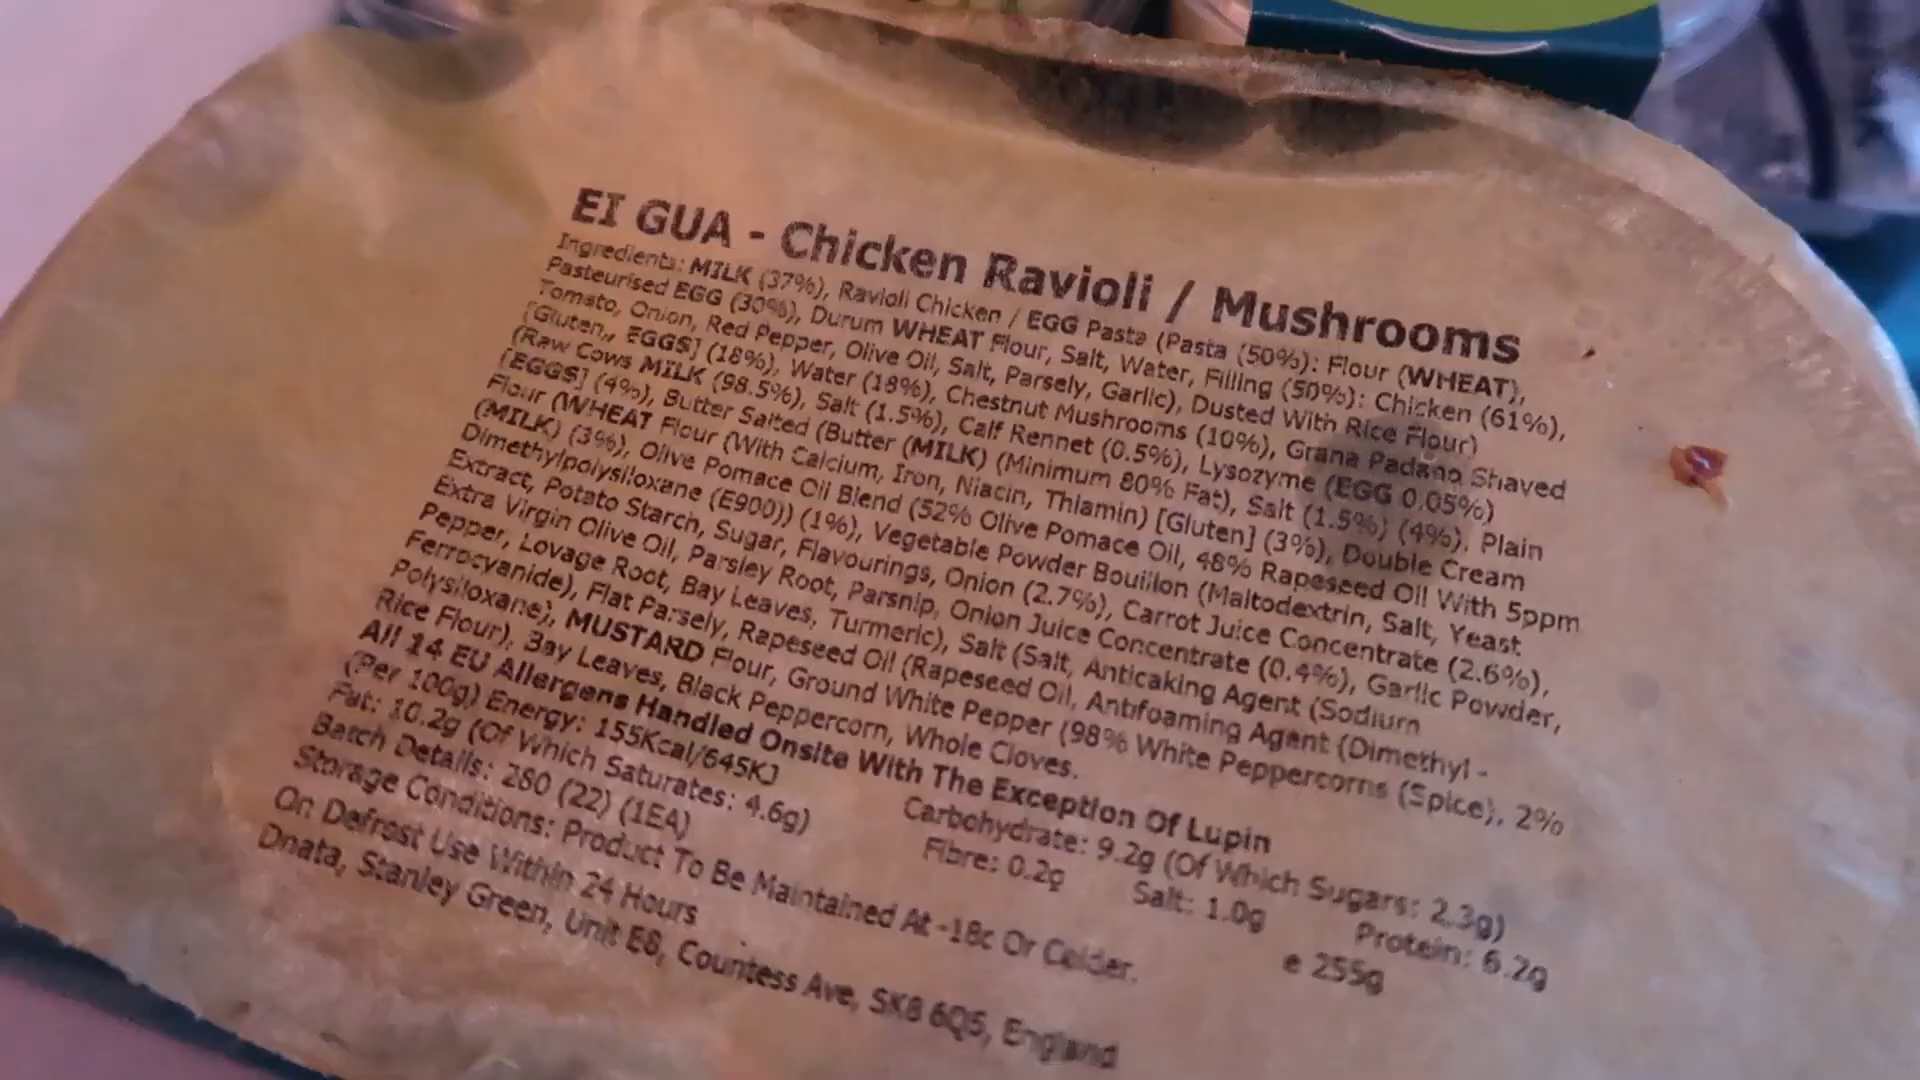 EI GUA - Chicken Ravioli / Mushrooms
Ingredients: MILK (37%), Ravioli Chicken / EGG Pasta (Pasta (50%): Flour (WHEAT),
Pasteurised EGG (30%), Durum WHEAT Flour, Salt, Water, Filling (50%): Chicken (61%),
Tomato, Onion, Red Pepper, Olive Oil, Salt, Parsely, Garlic), Dusted With Rice Flour)
[Gluten,, EGGS] (18%), Water (18%), Chestnut Mushrooms (10%), Grana Padano Shaved
(Raw Cows MILK (98.5%), Salt (1.5%), Calf Rennet (0.5%), Lysozyme (EGG 0.05%)
[EGGS] (4%), Butter Salted (Butter (MILK) (Minimum 80% Fat), Salt (1.5%) (4%), Plain
Flour (WHEAT Flour (With Calcium, Iron, Niacin, Thiamin) [Gluten] (3%), Double Cream
(MILK) (3%), Olive Pomace Oil Blend (52% Olive Pomace Oil, 48% Rapeseed Oil With 5ppm
Dimethylpolysiloxane (E900)) (1%), Vegetable Powder Bouillon (Maltodextrin, Salt, Yeast
Extract, Potato Starch, Sugar, Flavourings, Onion (2.7%), Carrot Juice Concentrate (2.6%),
Extra Virgin Olive Oil, Parsley Root, Parsnip, Onion Juice Concentrate (0.4%), Garlic Powder,
Pepper, Lovage Root, Bay Leaves, Turmeric), Salt (Salt, Anticaking Agent (Sodium
Ferrocyanide), Flat Parsely, Rapeseed Oil (Rapeseed Oil, Antifoaming Agent (Dimethyl -
Polysiloxane), MUSTARD Flour, Ground White Pepper (98% White Peppercorns (Spice), 2%
Rice Flour), Bay Leaves, Black Peppercorn, Whole Cloves.
All 14 EU Allergens Handled Onsite With The Exception Of Lupin
(Per 100g) Energy: 155Kcal/645KJ Carbohydrate: 9.2g (Of Which Sugars: 2.3g)
Fat: 10.2g (Of Which Saturates: 4.6g) Fibre: 0.2g Salt: 1.0g Protein: 6.2g
Batch Details: 280 (22) (1EA) e 255g
Storage Conditions: Product To Be Maintained At -18c Or Colder.
On Defrost Use Within 24 Hours
Dnata, Stanley Green, Unit E8, Countess Ave, SK8 6QS, England